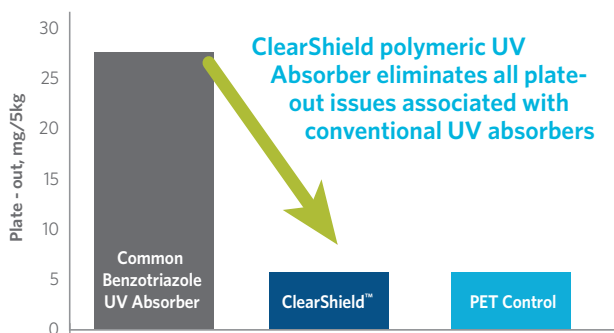 30
25
20
15
10
5
0
Plate - out, mg/5kg
ClearShield polymeric UV
Absorber eliminates all plate-
out issues associated with
conventional UV absorbers
Common
Benzotriazole
UV Absorber
ClearShield™
PET Control